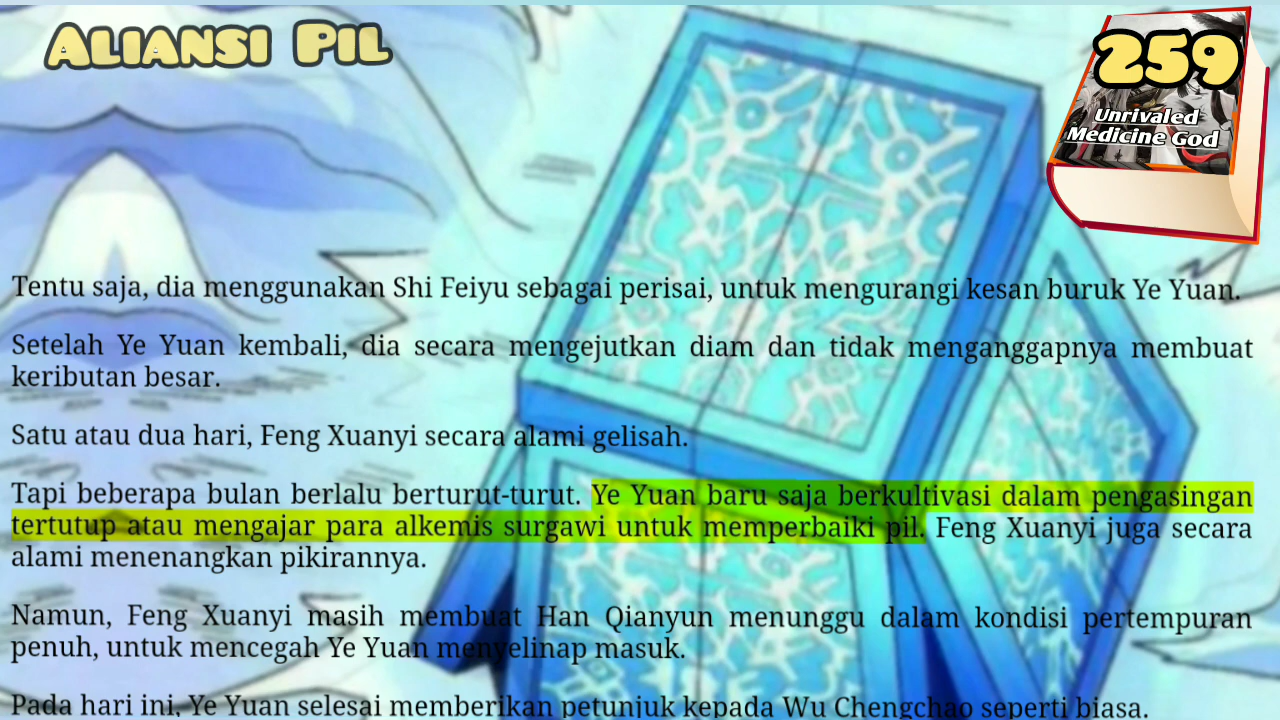 Aliansi Pil
259
Unrivaled
Medicine God
Tentu saja, dia menggunakan Shi Feiyu sebagai perisai, untuk mengurangi kesan buruk Ye Yuan.
Setelah Ye Yuan kembali, dia secara mengejutkan diam dan tidak menganggapnya membuat
keributan besar.
Satu atau dua hari, Feng Xuanyi secara alami gelisah.
Tapi beberapa bulan berlalu berturut-turut. Ye Yuan baru saja berkultivasi dalam pengasingan
tertutup atau mengajar para alkemis surgawi untuk memperbaiki pil. Feng Xuanyi juga secara
alami menenangkan pikirannya.
Namun, Feng Xuanyi masih membuat Han Qianyun menunggu dalam kondisi pertempuran
penuh, untuk mencegah Ye Yuan menyelinap masuk.
Pada hari ini, Ye Yuan selesai memberikan petunjuk kepada Wu Chengchao seperti biasa.